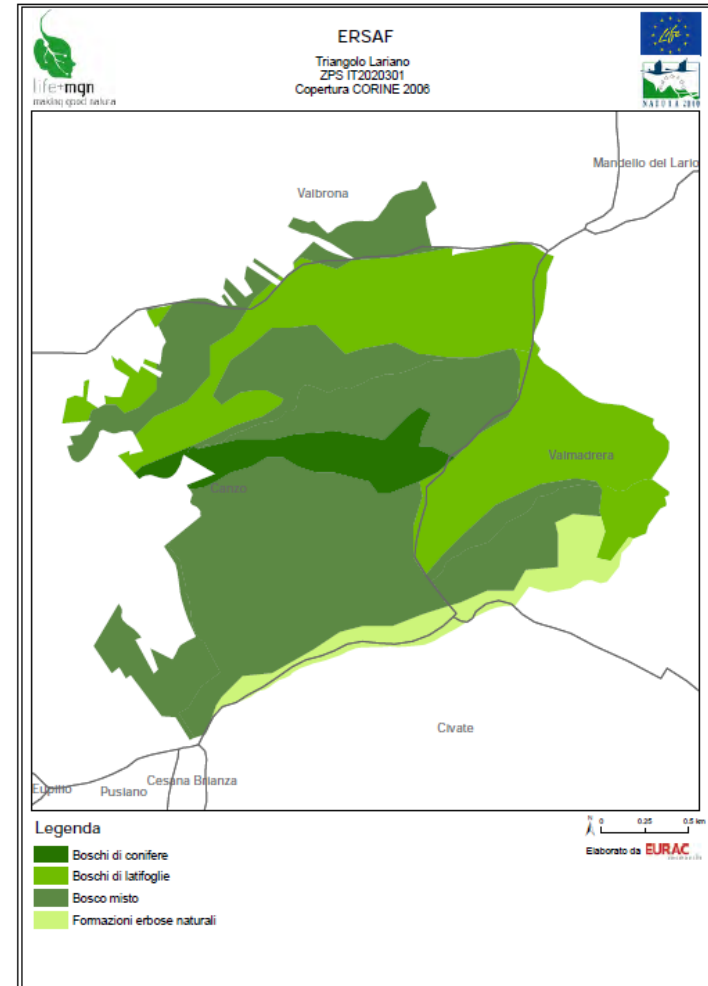 life+mgn
making good natura
ERSAF
Triangolo Lariano
ZPS IT2020301
Copertura CORINE 2006
Life
NATURA 2000
Mandello del Lario
Valbrona
Valmadrera
Canzo
Civate
Cesana Brianza
Eupilio
Pusiano
Legenda
Boschi di conifere
Boschi di latifoglie
Bosco misto
Formazioni erbose naturali
N
0 0.25 0.5 km
Elaborato da EURAC